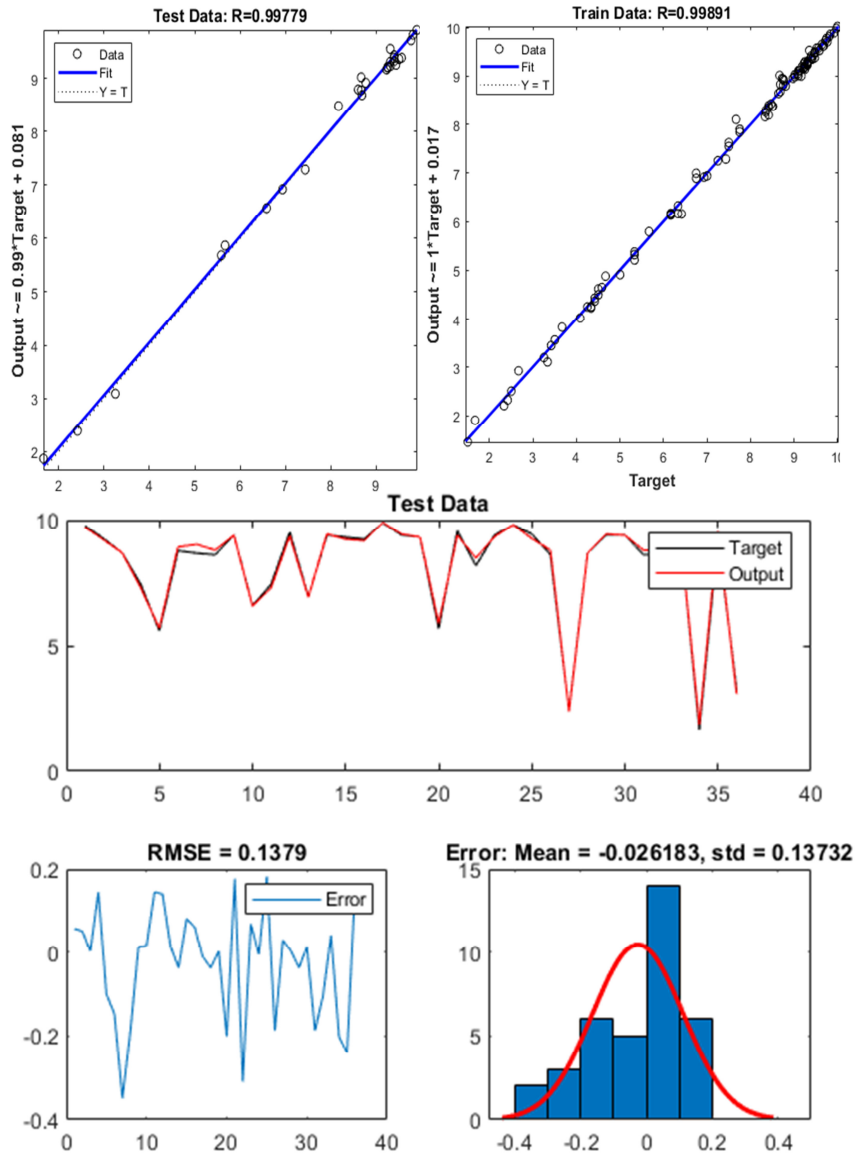 Test Data: R=0.99779
Data
Fit
Y = T
Output ~= 0.99*Target + 0.081
9
8
7
6
5
4
3
2
2 3 4 5 6 7 8 9
Train Data: R=0.99891
Data
Fit
Y = T
Output ~= 1*Target + 0.017
10
9
8
7
6
5
4
3
2
2 3 4 5 6 7 8 9 10
Target
Test Data
Target
Output
10
5
0
0 5 10 15 20 25 30 35 40
RMSE = 0.1379
Error
0.2
0
-0.2
-0.4
0 10 20 30 40
Error: Mean = -0.026183, std = 0.13732
15
10
5
0
-0.4 -0.2 0 0.2 0.4